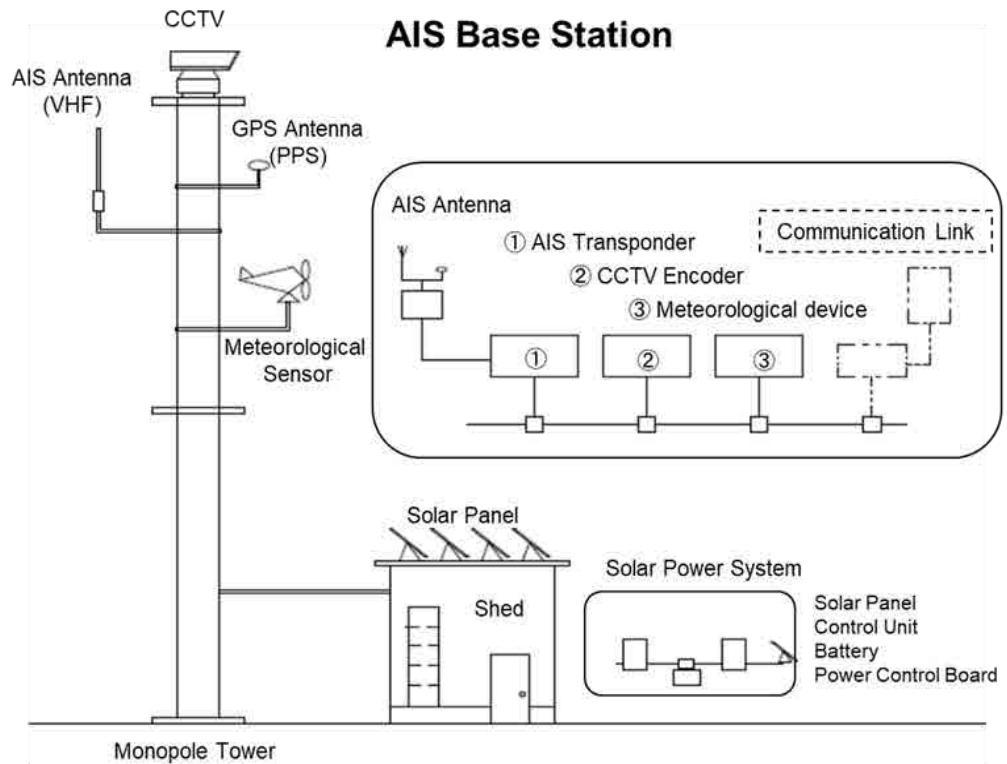 CCTV
AIS Base Station
AIS Antenna
(VHF)
GPS Antenna
(PPS)
Meteorological
Sensor
AIS Antenna
① AIS Transponder
② CCTV Encoder
③ Meteorological device
Communication Link
①
②
③
Solar Panel
Shed
Solar Power System
Solar Panel
Control Unit
Battery
Power Control Board
Monopole Tower